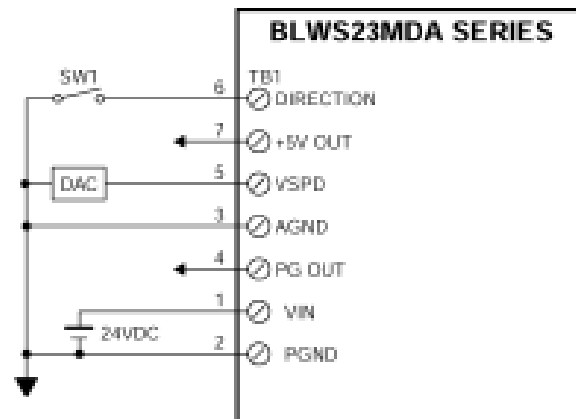 BLWS23MDA SERIES
SW1
TB1
6 DIRECTION
7 +5V OUT
DAC 5 VSPD
3 AGND
4 PG OUT
1 VIN
24VDC
2 PGND